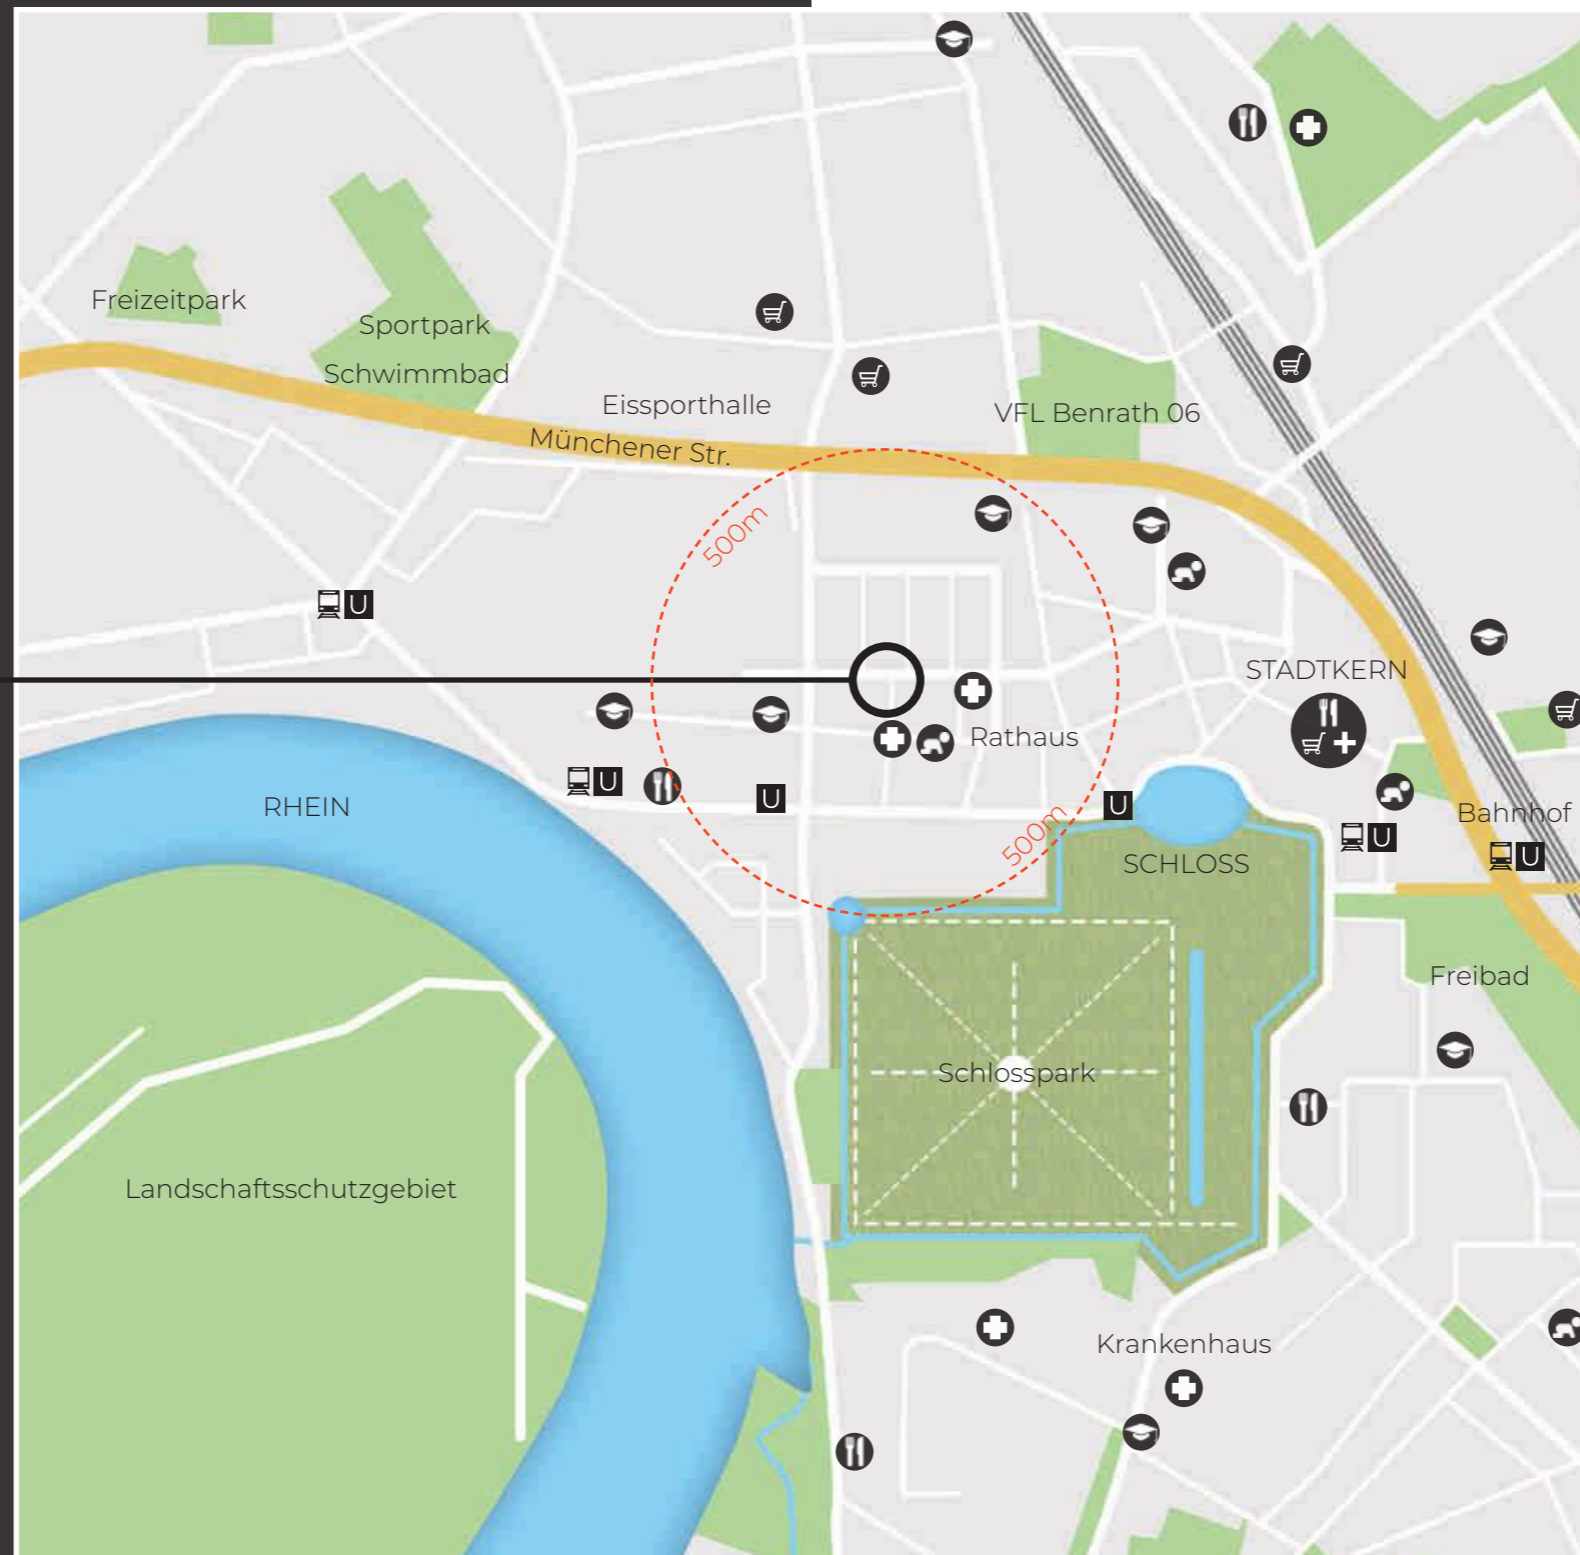 Freizeitpark
Sportpark
Schwimmbad
Eissporthalle
VFL Benrath 06
Münchener Str.
500m
U
STADTKERN
Rathaus
U
U
U
RHEIN
500m
U
Bahnhof
U
SCHLOSS
Freibad
Schlosspark
Landschaftsschutzgebiet
Krankenhaus